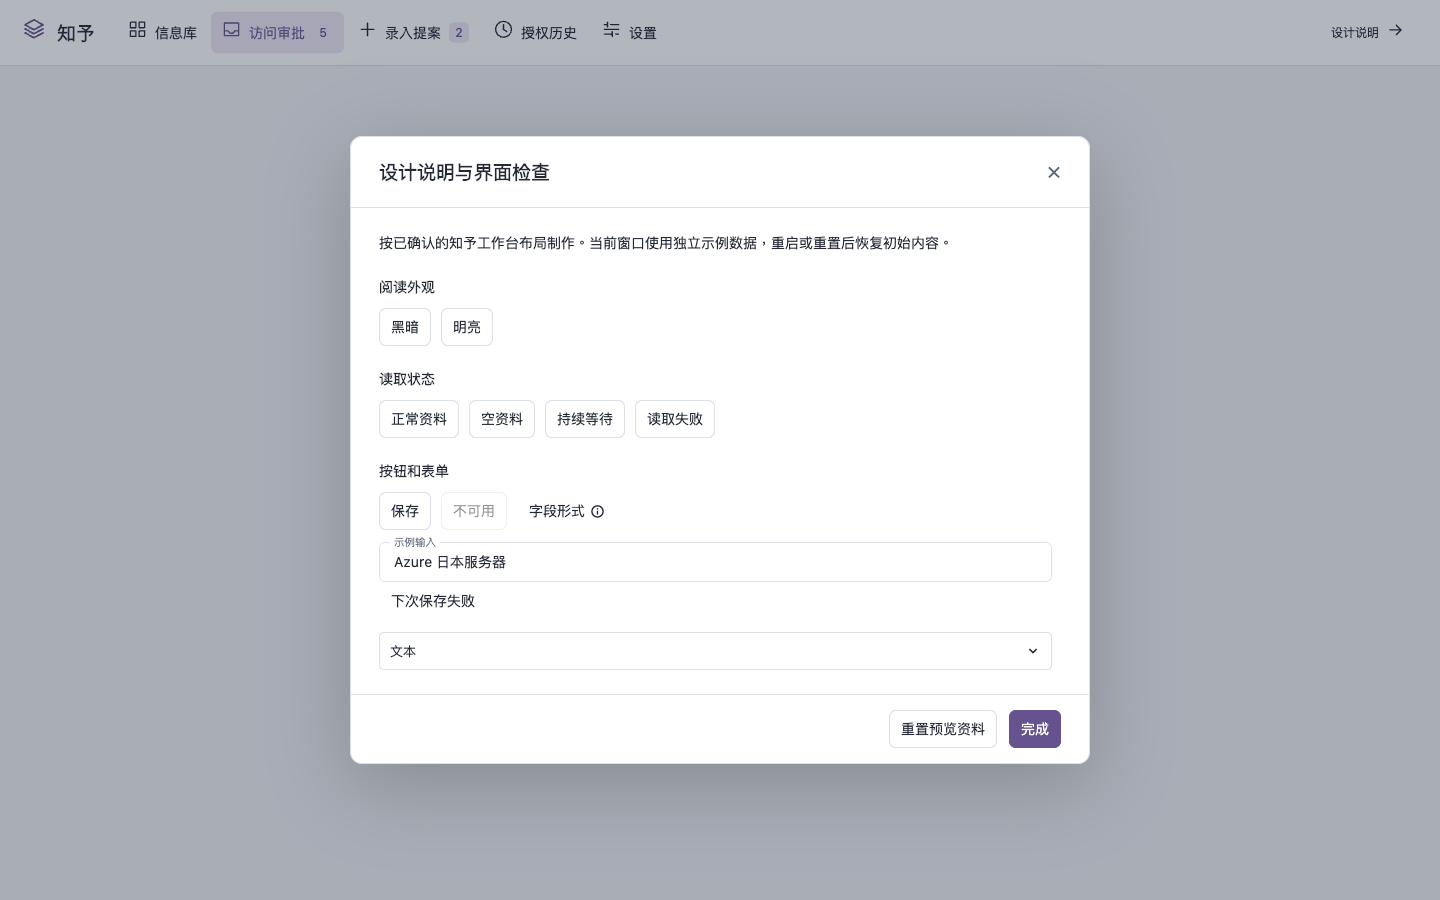 知予
信息库
访问审批 5
录入提案 2
授权历史
设置
设计说明
设计说明与界面检查
按已确认的知予工作台布局制作。当前窗口使用独立示例数据，重启或重置后恢复初始内容。
阅读外观
黑暗 明亮
读取状态
正常资料 空资料 持续等待 读取失败
按钮和表单
保存 不可用 字段形式
示例输入
Azure 日本服务器
下次保存失败
文本
重置预览资料 完成